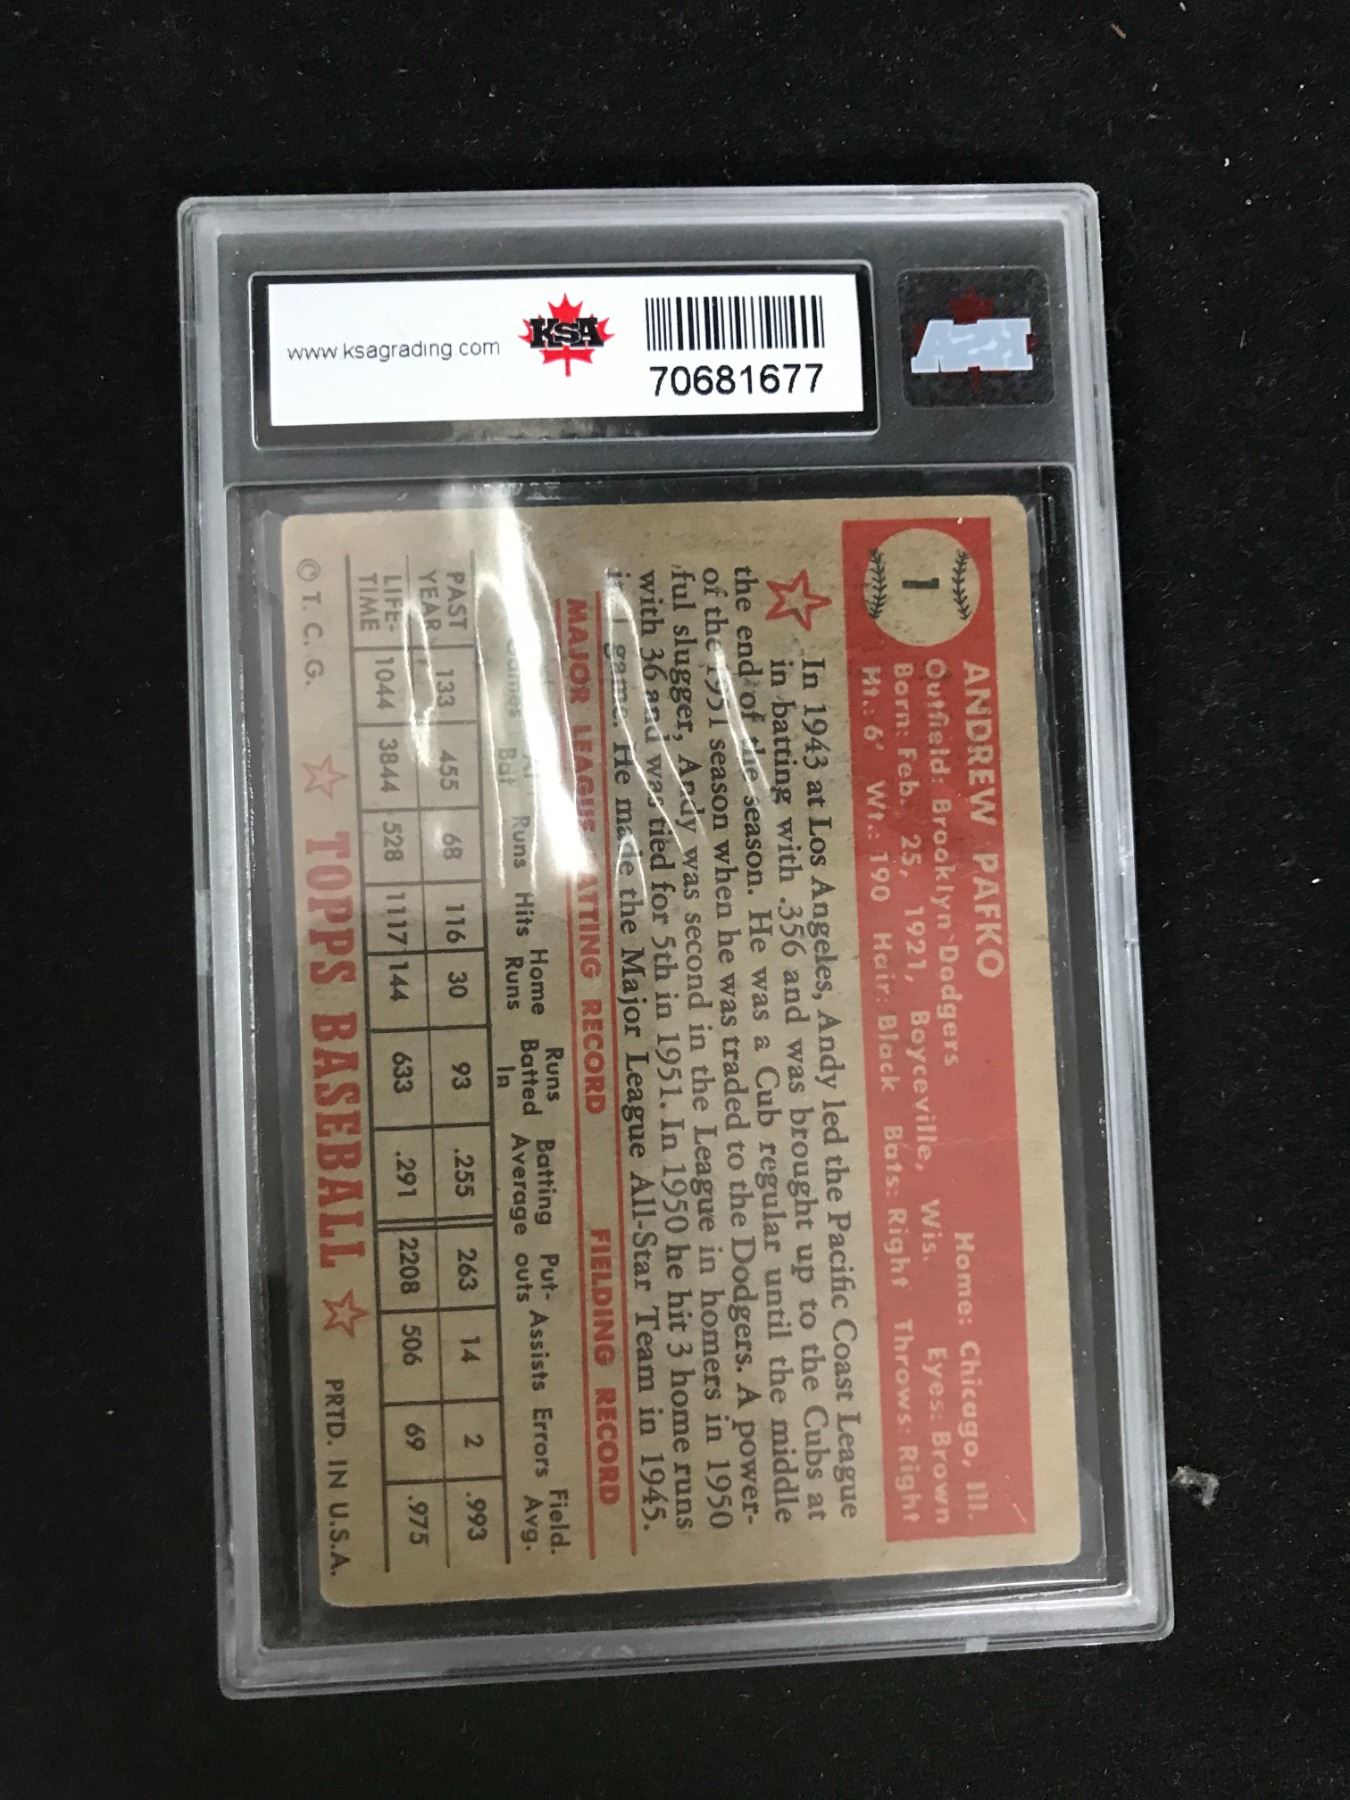 www.ksagrading.com
KSA
70681677
1
ANDREW PAFKO
Outfield: Brooklyn Dodgers Home: Chicago, Ill.
Born: Feb. 25, 1921, Boyceville, Wis. Eyes: Brown
Ht.: 6' Wt.: 190 Hair: Black Bats: Right Throws: Right
In 1943 at Los Angeles, Andy led the Pacific Coast League
in batting with .356 and was brought up to the Cubs at
the end of the season. He was a Cub regular until the middle
of the 1951 season when he was traded to the Dodgers. A power-
ful slugger, Andy was second in the League in homers in 1950
with 36 and was tied for 5th in 1951. In 1950 he hit 3 home runs
in 1 game. He made the Major League All-Star Team in 1945.
MAJOR LEAGUE BATTING RECORD FIELDING RECORD
Games At Bat Runs Hits Home Runs Runs Batted In Batting Average Put-outs Assists Errors Field. Avg.
PAST YEAR 133 455 68 116 30 93 .255 263 14 2 .993
LIFE-TIME 1044 3844 528 1117 144 633 .291 2208 506 69 .975
© T. C. G. TOPPS BASEBALL PRTD. IN U.S.A.